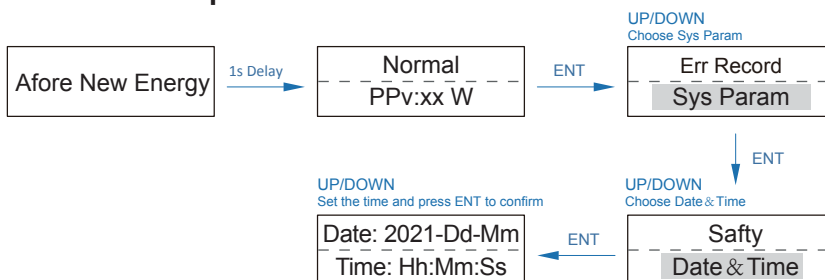 UP/DOWN
Choose Sys Param
Afore New Energy
1s Delay
Normal
PPv:xx W
ENT
Err Record
Sys Param
ENT
UP/DOWN
Set the time and press ENT to confirm
Date: 2021-Dd-Mm
Time: Hh:Mm:Ss
ENT
UP/DOWN
Choose Date&Time
Safty
Date&Time